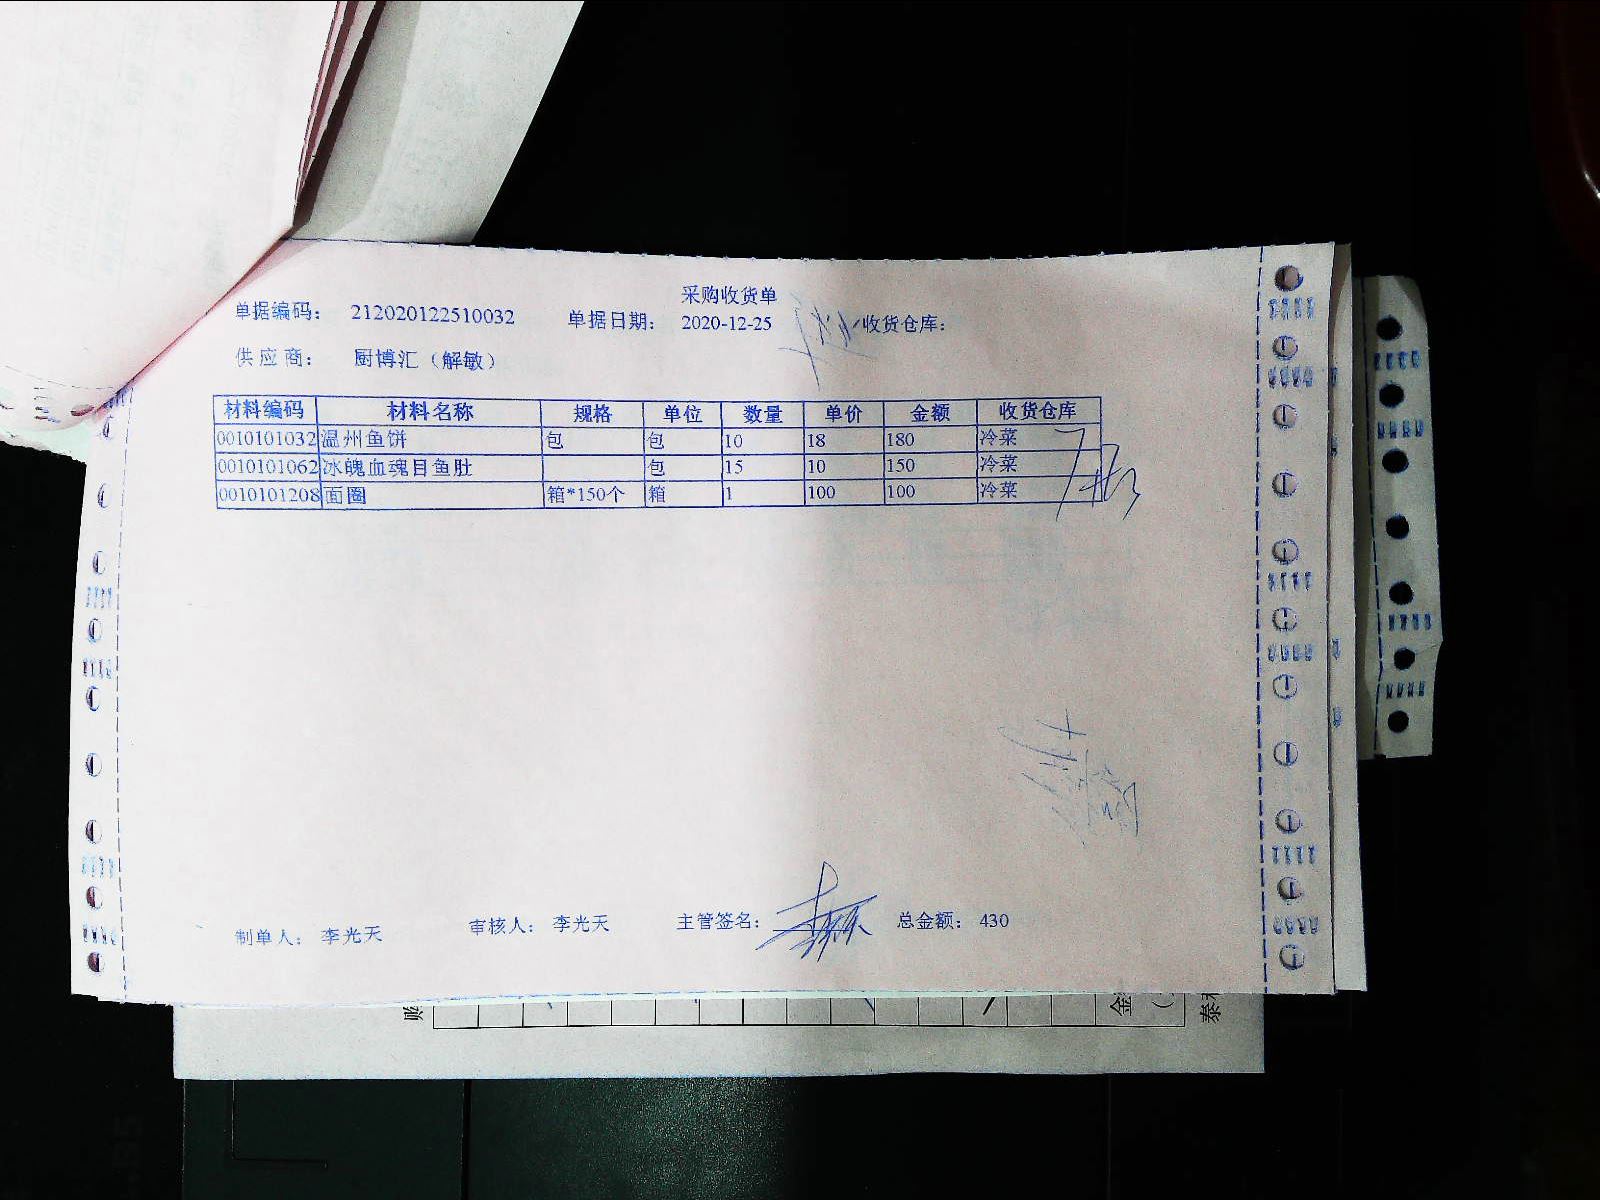 采购收货单
单据编码： 212020122510032 单据日期： 2020-12-25 收货仓库：
供应商： 厨博汇（解敏）
材料编码 材料名称 规格 单位 数量 单价 金额 收货仓库
0010101032 温州鱼饼 包 包 10 18 180 冷菜
0010101062 冰魄血魂目鱼肚 包 15 10 150 冷菜
0010101208 面圈 箱*150个 箱 1 100 100 冷菜
制单人： 李光天 审核人： 李光天 主管签名： 总金额： 430